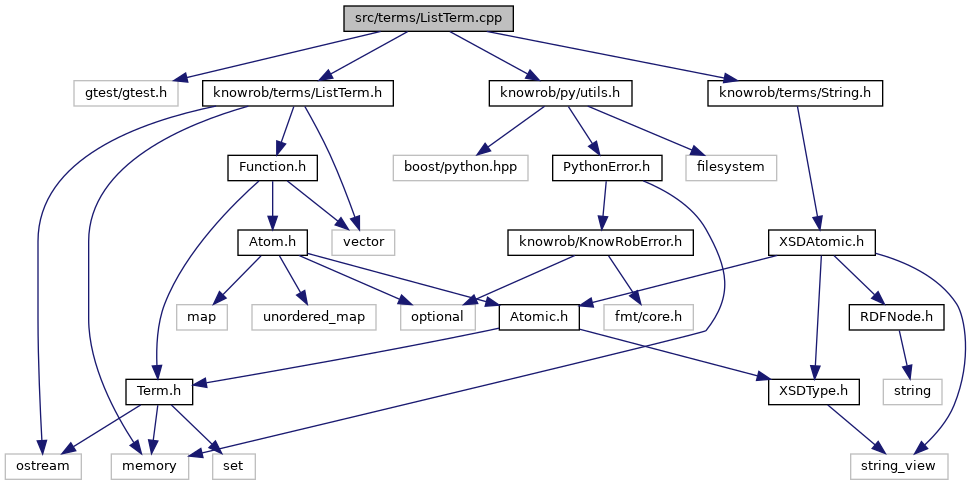 src/terms/ListTerm.cpp
gtest/gtest.h
knowrob/terms/ListTerm.h
knowrob/py/utils.h
knowrob/terms/String.h
Function.h
boost/python.hpp
PythonError.h
filesystem
Atom.h
vector
knowrob/KnowRobError.h
XSDAtomic.h
map
unordered_map
optional
Atomic.h
fmt/core.h
RDFNode.h
Term.h
XSDType.h
string
ostream
memory
set
string_view